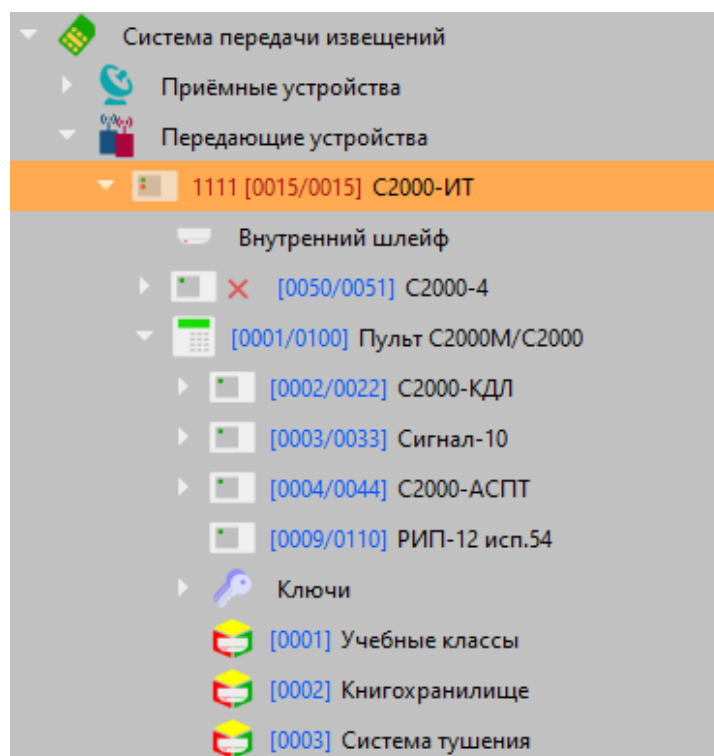 Система передачи извещений
Приёмные устройства
Передающие устройства
1111 [0015/0015] С2000-ИТ
Внутренний шлейф
[0050/0051] С2000-4
[0001/0100] Пульт С2000М/С2000
[0002/0022] С2000-КДЛ
[0003/0033] Сигнал-10
[0004/0044] С2000-АСПТ
[0009/0110] РИП-12 исп.54
Ключи
[0001] Учебные классы
[0002] Книгохранилище
[0003] Система тушения